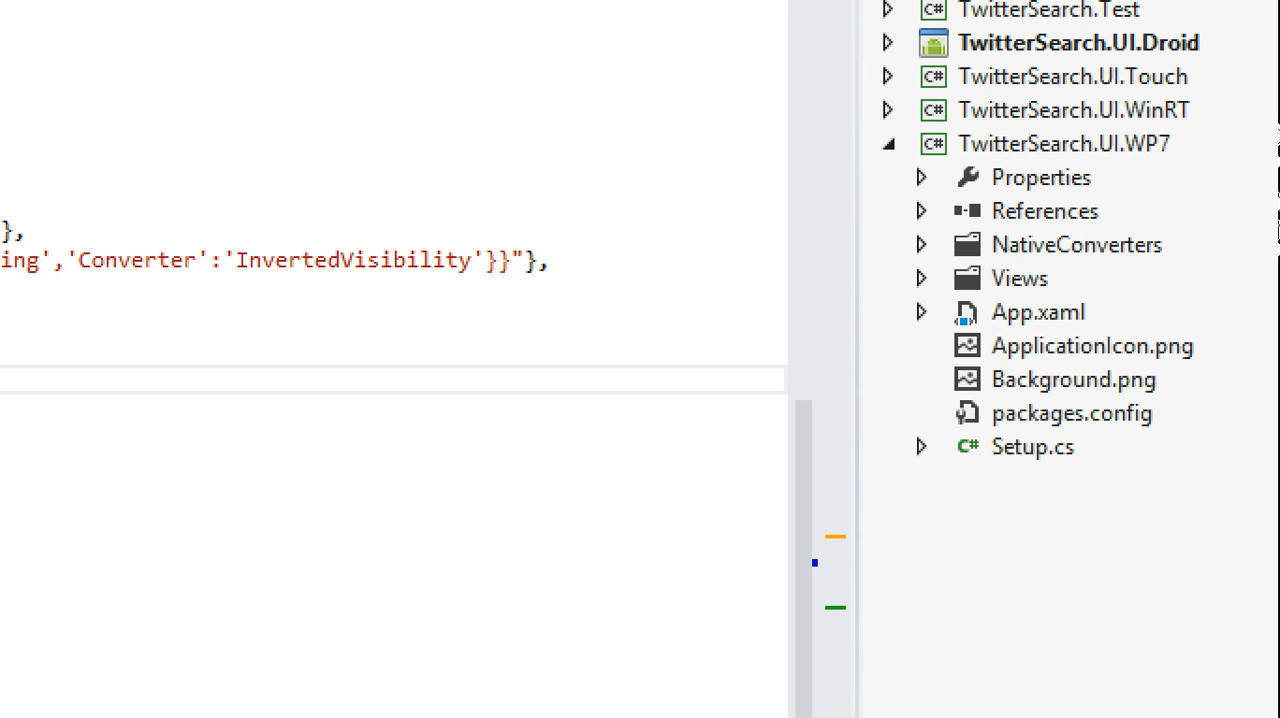 },
ing','Converter':'InvertedVisibility'}}"},
C# TwitterSearch.Test
TwitterSearch.UI.Droid
C# TwitterSearch.UI.Touch
C# TwitterSearch.UI.WinRT
C# TwitterSearch.UI.WP7
Properties
References
NativeConverters
Views
App.xaml
ApplicationIcon.png
Background.png
packages.config
C# Setup.cs